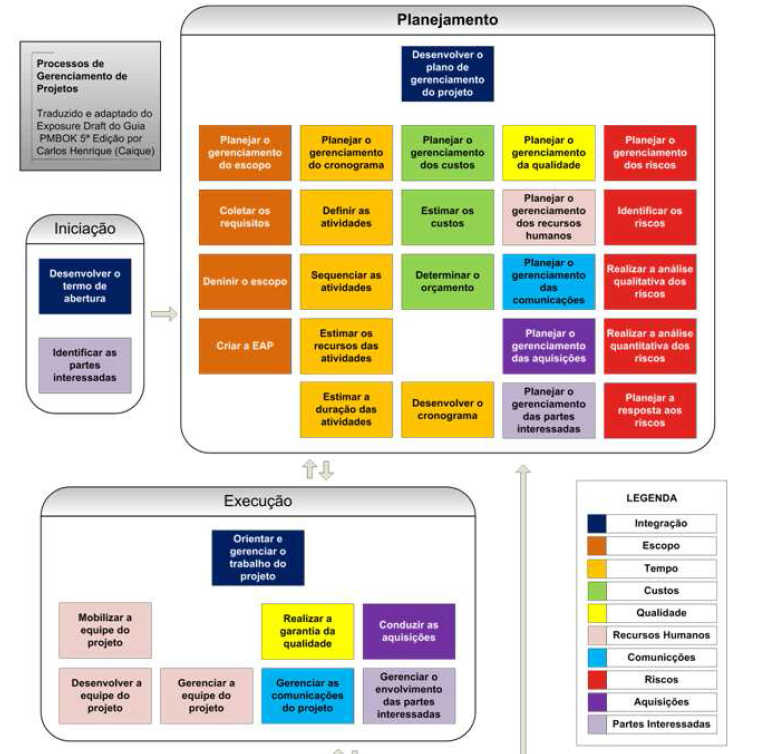 Planejamento
Processos de
Gerenciamento de
Projetos
Traduzido e adaptado do
Exposure Draft do Guia
PMBOK 5ª Edição por
Carlos Henrique (Caique)
Desenvolver o
plano de
gerenciamento
do projeto
Planejar o
gerenciamento
do escopo
Planejar o
gerenciamento
do cronograma
Planejar o
gerenciamento
dos custos
Planejar o
gerenciamento
da qualidade
Planejar o
gerenciamento
dos riscos
Coletar os
requisitos
Definir as
atividades
Estimar os
custos
Planejar o
gerenciamento
dos recursos
humanos
Identificar os
riscos
Deninir o escopo
Sequenciar as
atividades
Determinar o
orçamento
Planejar o
gerenciamento
das
comunicações
Realizar a análise
qualitativa dos
riscos
Criar a EAP
Estimar os
recursos das
atividades
Planejar o
gerenciamento
das aquisições
Realizar a análise
quantitativa dos
riscos
Estimar a
duração das
atividades
Desenvolver o
cronograma
Planejar o
gerenciamento
das partes
interessadas
Planejar a
resposta aos
riscos
Iniciação
Desenvolver o
termo de
abertura
Identificar as
partes
interessadas
Execução
Orientar e
gerenciar o
trabalho do
projeto
Mobilizar a
equipe do
projeto
Realizar a
garantia da
qualidade
Conduzir as
aquisições
Desenvolver a
equipe do
projeto
Gerenciar a
equipe do
projeto
Gerenciar as
comunicações
do projeto
Gerenciar o
envolvimento
das partes
interessadas
LEGENDA
Integração
Escopo
Tempo
Custos
Qualidade
Recursos Humanos
Comunicções
Riscos
Aquisições
Partes Interessadas